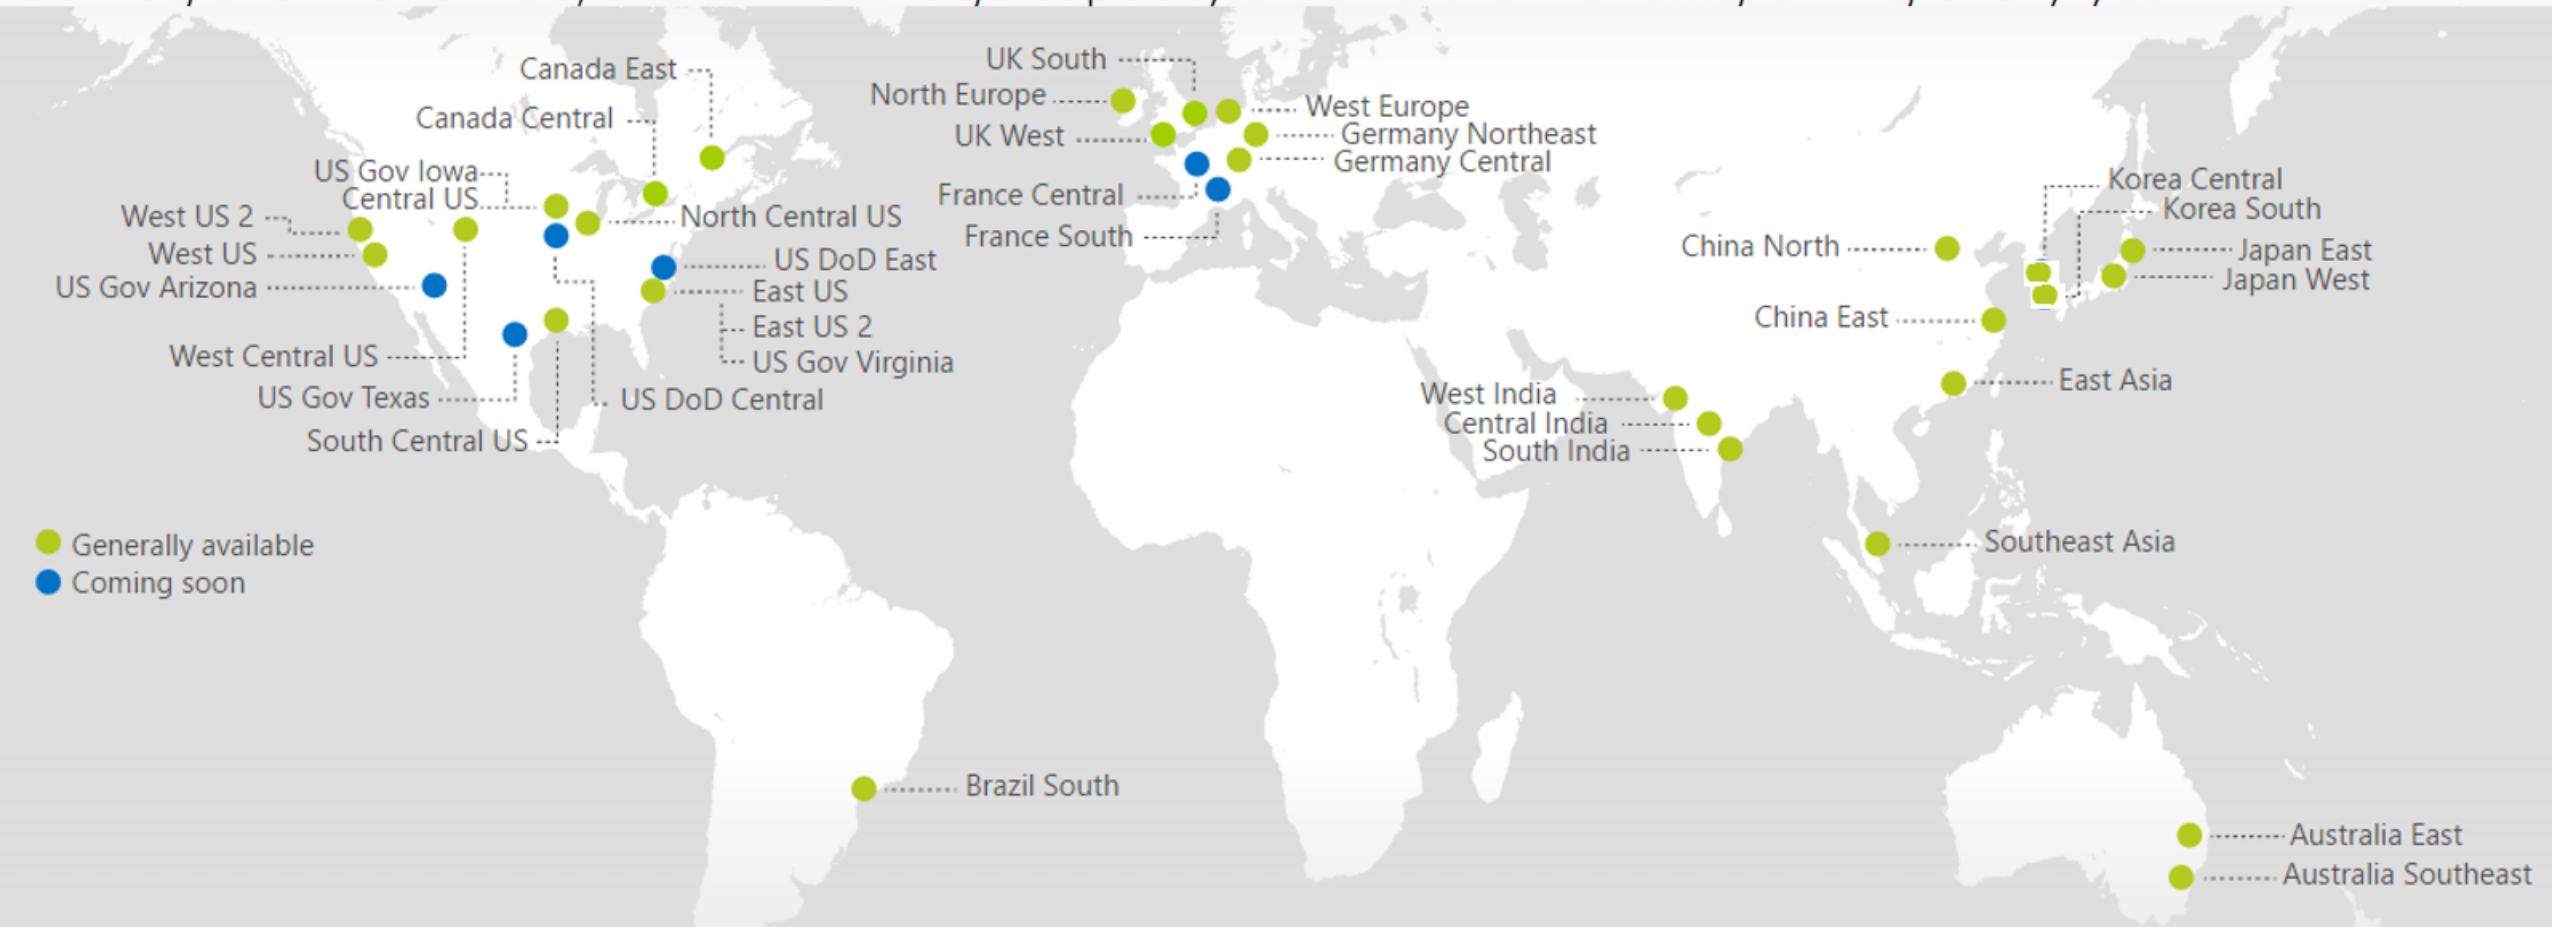 Canada East
Canada Central
US Gov Iowa
Central US
West US 2
West US
US Gov Arizona
West Central US
US Gov Texas
South Central US
North Central US
US DoD East
East US
East US 2
US Gov Virginia
US DoD Central
UK South
North Europe
UK West
France Central
France South
West Europe
Germany Northeast
Germany Central
Korea Central
Korea South
China North
Japan East
Japan West
China East
East Asia
West India
Central India
South India
Southeast Asia
Generally available
Coming soon
Brazil South
Australia East
Australia Southeast